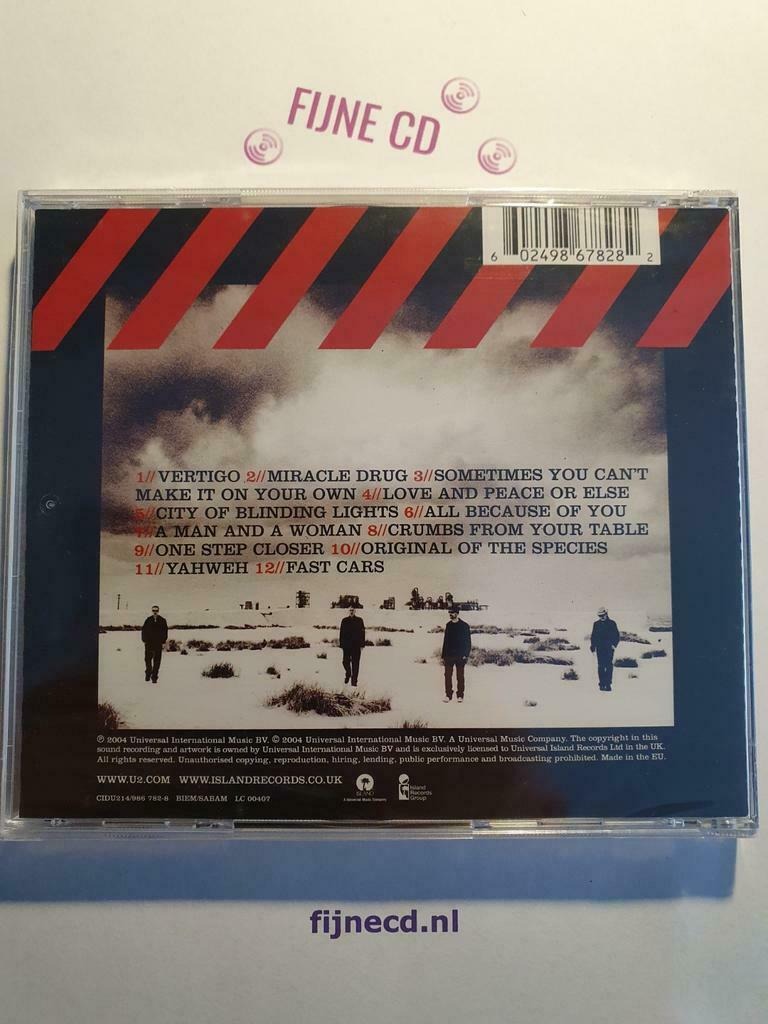 FIJNE CD
6 02498 67828 2
1// VERTIGO 2//MIRACLE DRUG 3//SOMETIMES YOU CAN'T
MAKE IT ON YOUR OWN 4//LOVE AND PEACE OR ELSE
5//CITY OF BLINDING LIGHTS 6//ALL BECAUSE OF YOU
7//A MAN AND A WOMAN 8//CRUMBS FROM YOUR TABLE
9//ONE STEP CLOSER 10//ORIGINAL OF THE SPECIES
11//YAHWEH 12//FAST CARS
℗ 2004 Universal International Music BV. © 2004 Universal International Music BV. A Universal Music Company. The copyright in this
sound recording and artwork is owned by Universal International Music BV and is exclusively licensed to Universal Island Records Ltd in the UK.
All rights reserved. Unauthorised copying, reproduction, hiring, lending, public performance and broadcasting prohibited. Made in the EU.
WWW.U2.COM WWW.ISLANDRECORDS.CO.UK
ISLAND
A Universal Music Company
Island
Records
Group
CIDU214/986 782-8 BIEM/SABAM LC 00407
fijnecd.nl